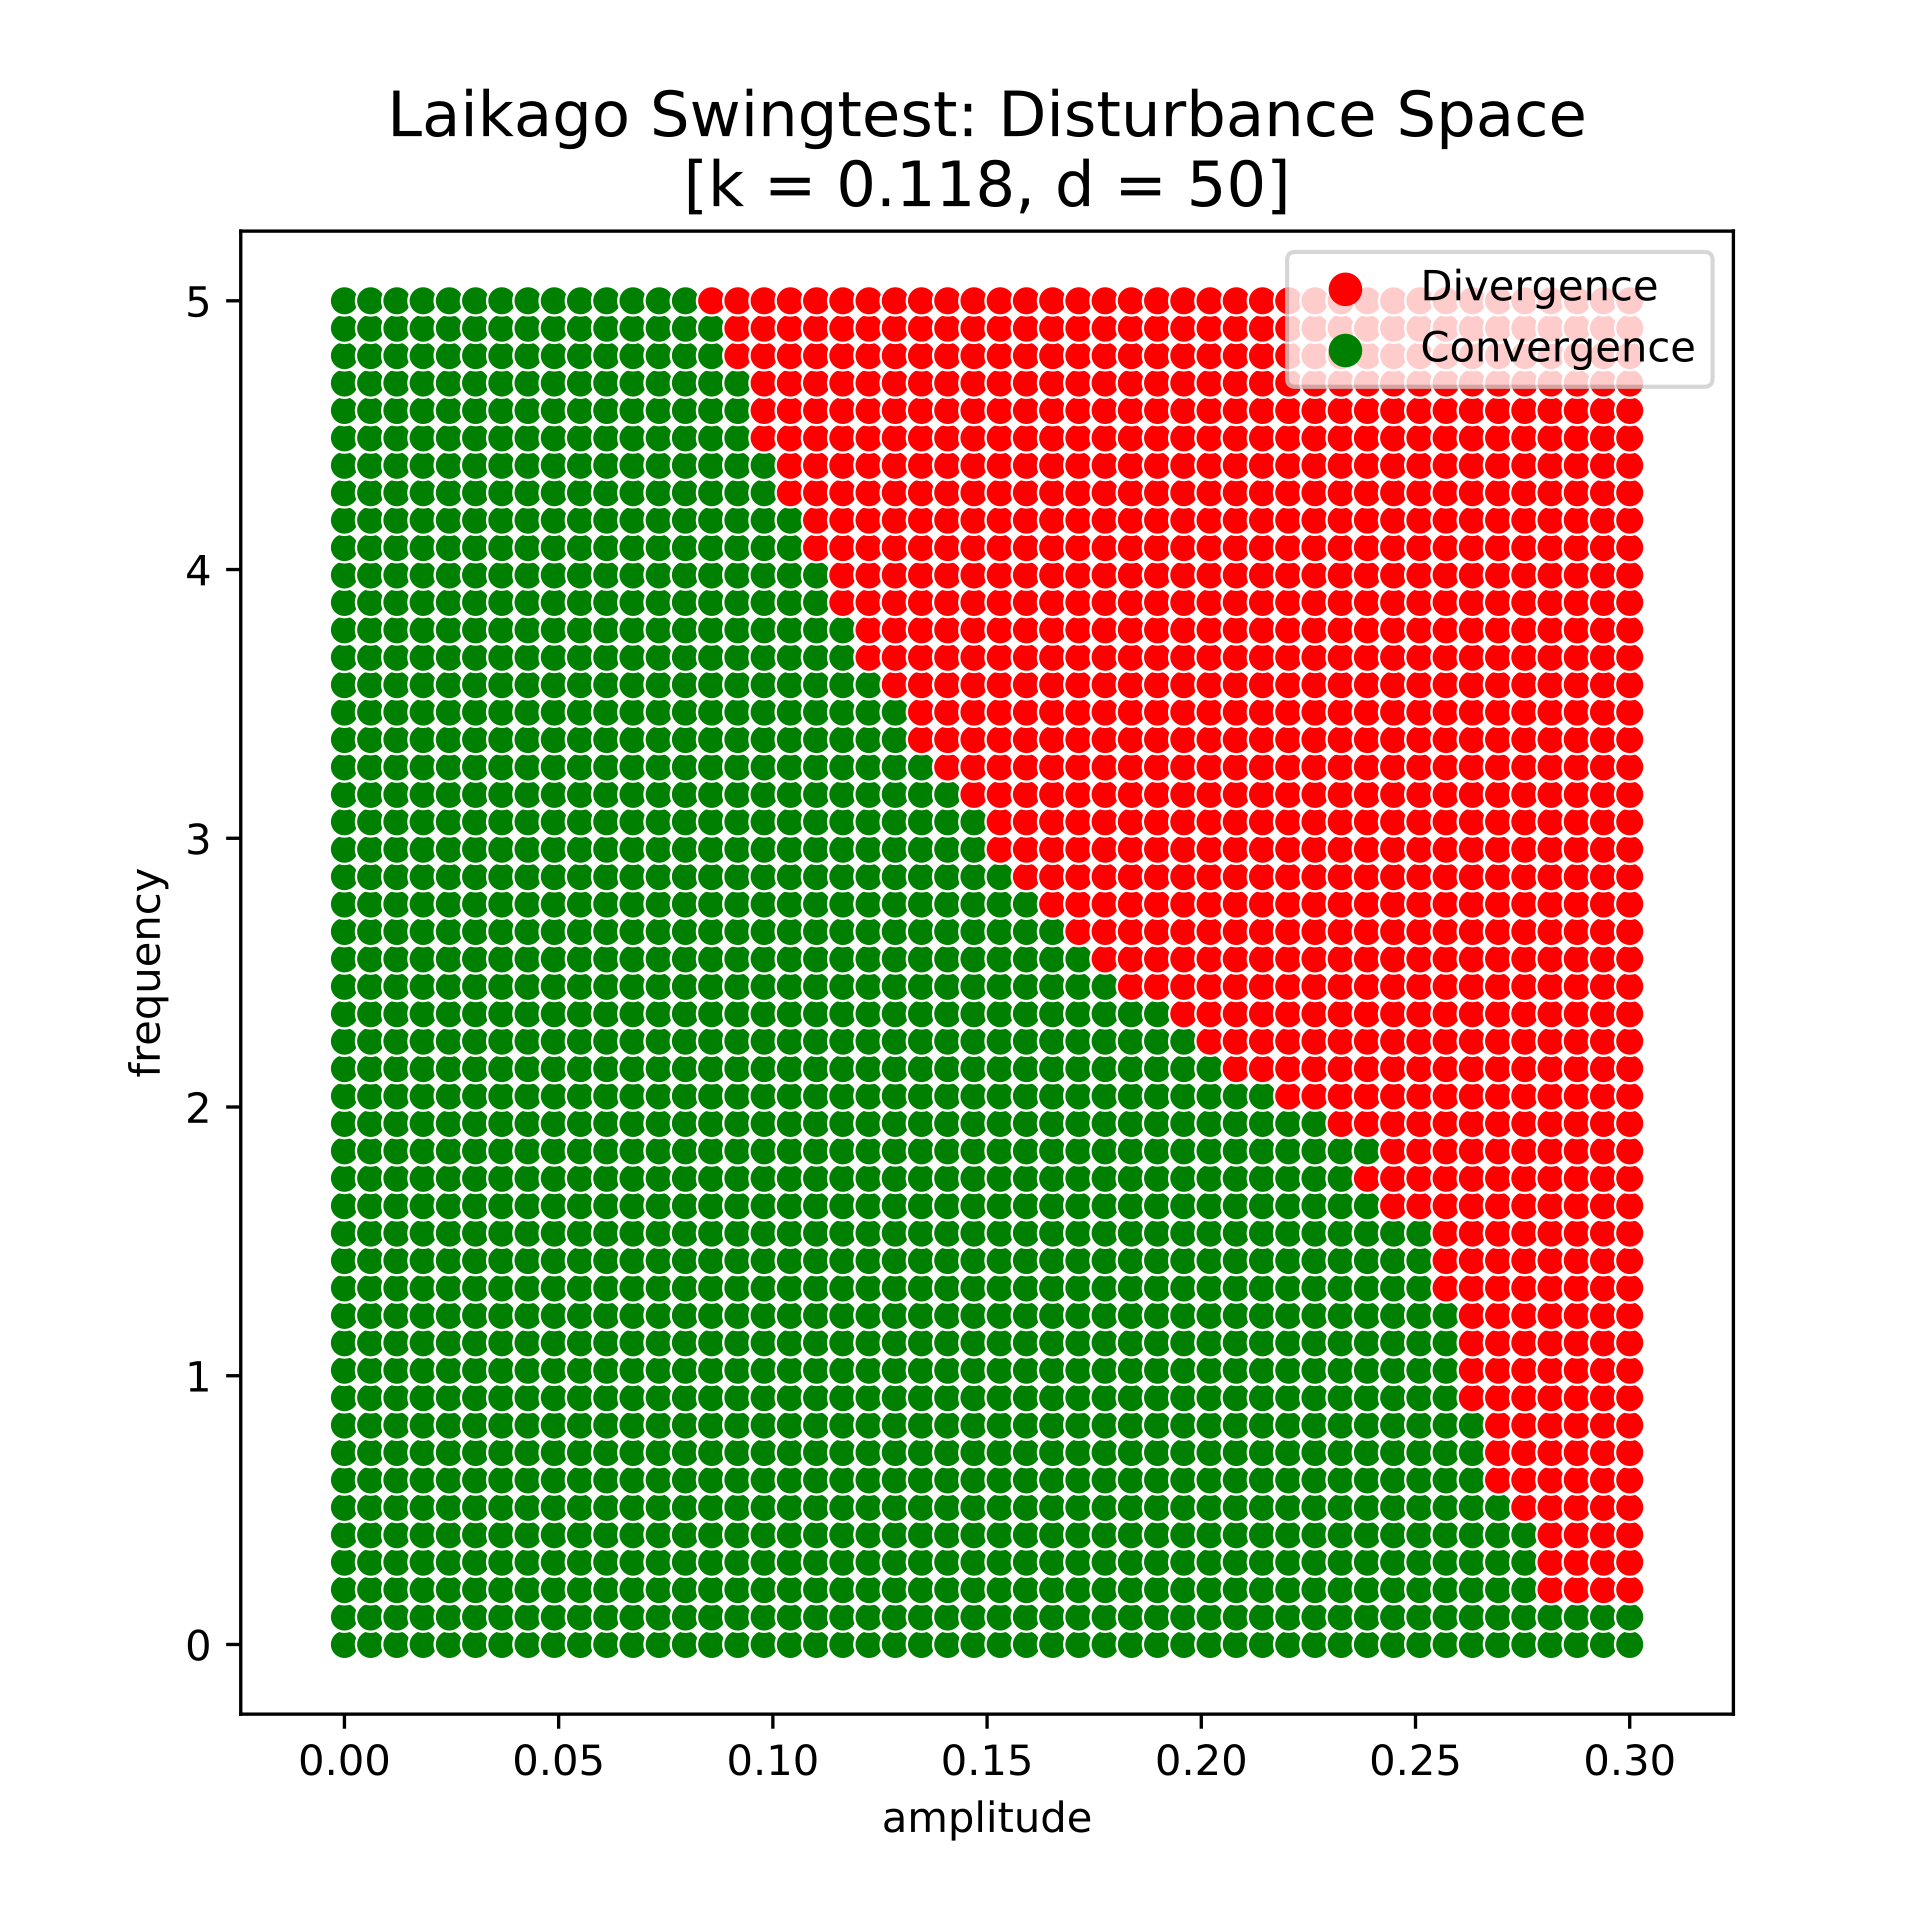 Laikago Swingtest: Disturbance Space
[k = 0.118, d = 50]
Divergence
Convergence
5
4
3
2
1
0
frequency
0.00 0.05 0.10 0.15 0.20 0.25 0.30
amplitude